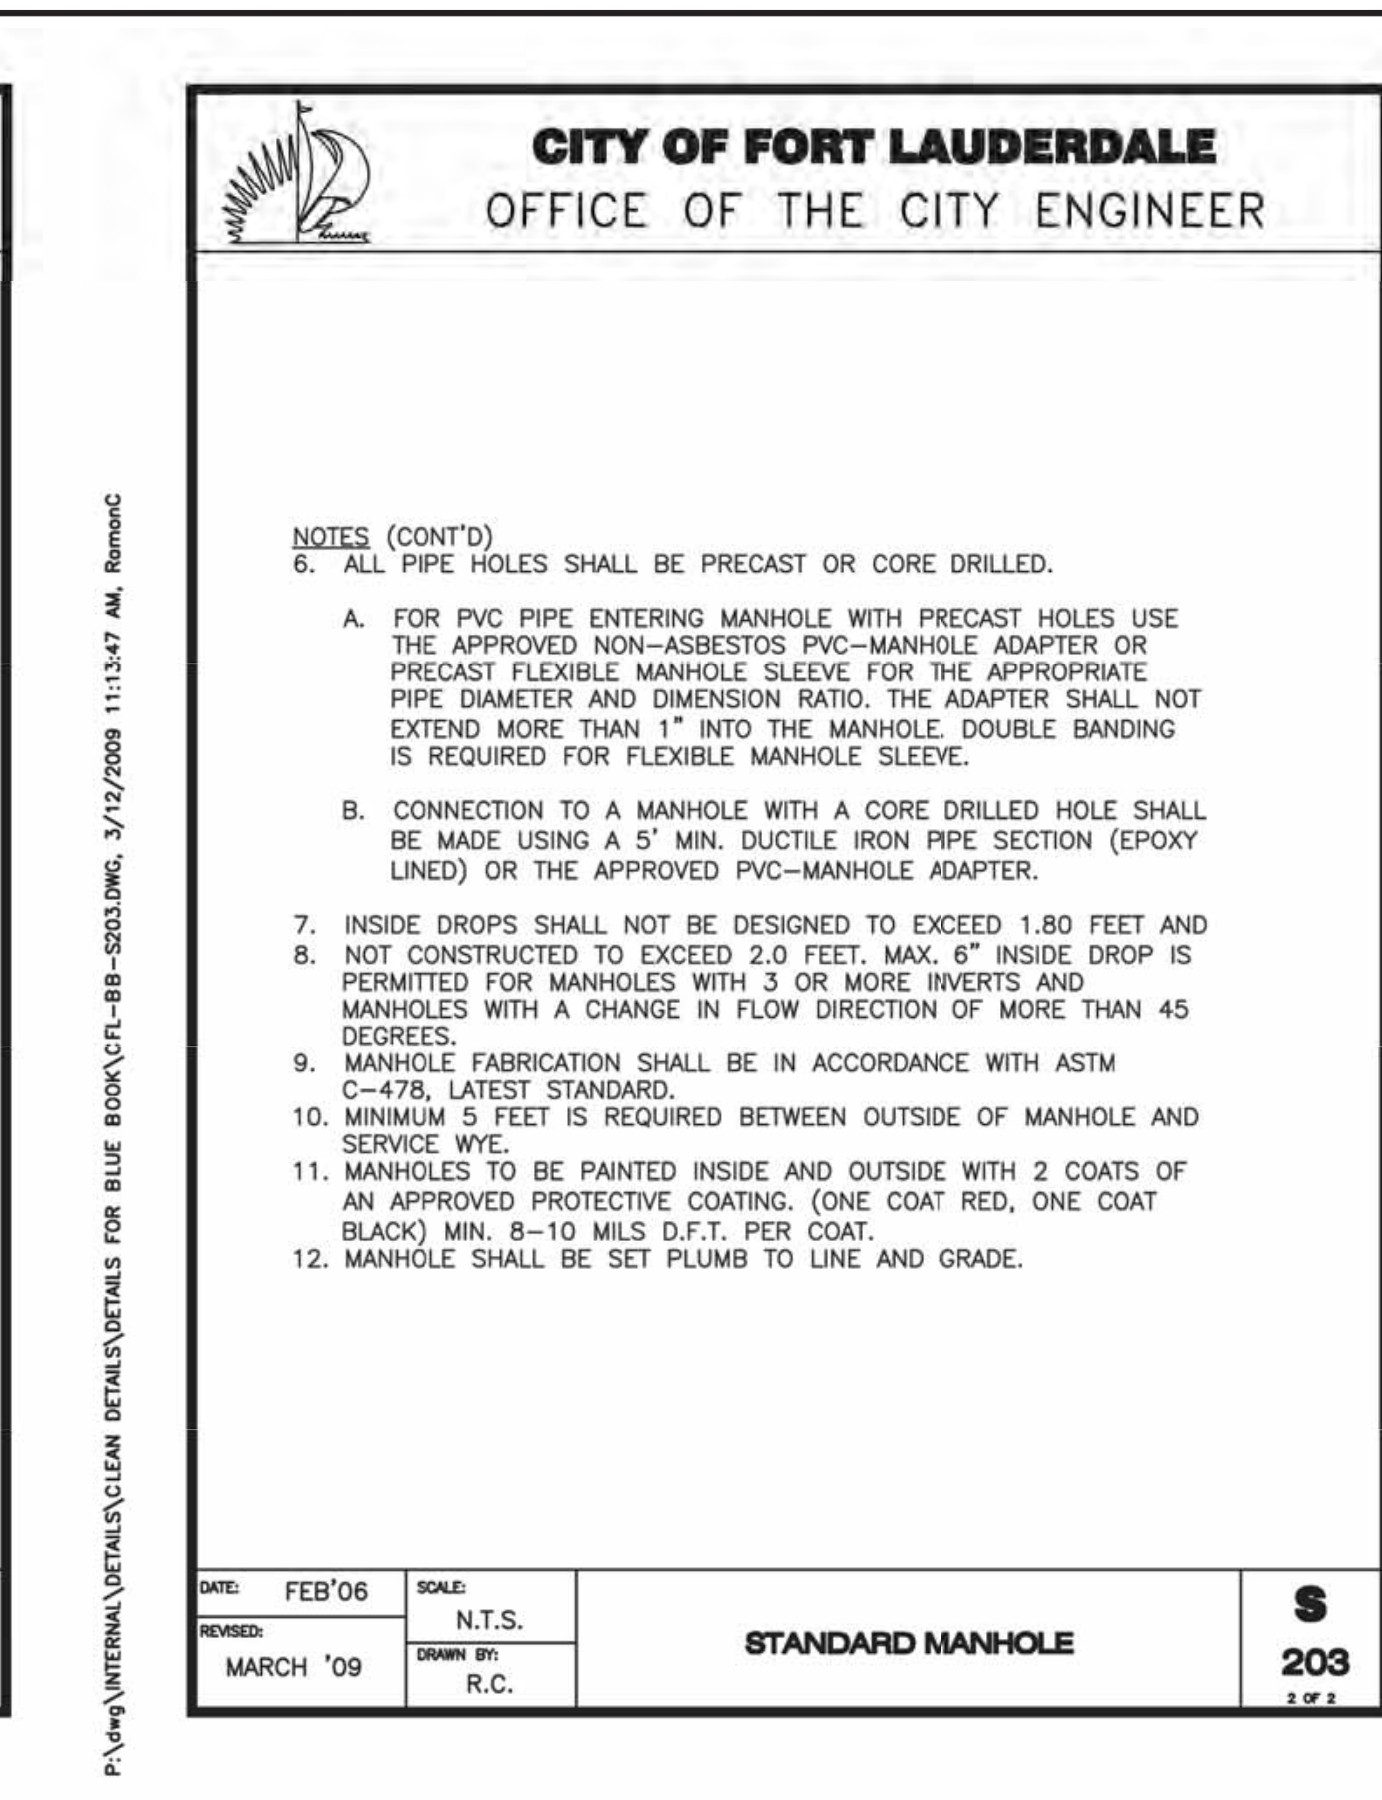 CITY OF FORT LAUDERDALE
OFFICE OF THE CITY ENGINEER
NOTES (CONT'D)
6. ALL PIPE HOLES SHALL BE PRECAST OR CORE DRILLED.
A. FOR PVC PIPE ENTERING MANHOLE WITH PRECAST HOLES USE
THE APPROVED NON-ASBESTOS PVC-MANHOLE ADAPTER OR
PRECAST FLEXIBLE MANHOLE SLEEVE FOR THE APPROPRIATE
PIPE DIAMETER AND DIMENSION RATIO. THE ADAPTER SHALL NOT
EXTEND MORE THAN 1" INTO THE MANHOLE. DOUBLE BANDING
IS REQUIRED FOR FLEXIBLE MANHOLE SLEEVE.
B. CONNECTION TO A MANHOLE WITH A CORE DRILLED HOLE SHALL
BE MADE USING A 5' MIN. DUCTILE IRON PIPE SECTION (EPOXY
LINED) OR THE APPROVED PVC-MANHOLE ADAPTER.
7. INSIDE DROPS SHALL NOT BE DESIGNED TO EXCEED 1.80 FEET AND
8. NOT CONSTRUCTED TO EXCEED 2.0 FEET. MAX. 6" INSIDE DROP IS
PERMITTED FOR MANHOLES WITH 3 OR MORE INVERTS AND
MANHOLES WITH A CHANGE IN FLOW DIRECTION OF MORE THAN 45
DEGREES.
9. MANHOLE FABRICATION SHALL BE IN ACCORDANCE WITH ASTM
C-478, LATEST STANDARD.
10. MINIMUM 5 FEET IS REQUIRED BETWEEN OUTSIDE OF MANHOLE AND
SERVICE WYE.
11. MANHOLES TO BE PAINTED INSIDE AND OUTSIDE WITH 2 COATS OF
AN APPROVED PROTECTIVE COATING. (ONE COAT RED, ONE COAT
BLACK) MIN. 8-10 MILS D.F.T. PER COAT.
12. MANHOLE SHALL BE SET PLUMB TO LINE AND GRADE.
DATE: FEB'06
REVISED:
MARCH '09
SCALE:
N.T.S.
DRAWN BY:
R.C.
STANDARD MANHOLE
S
203
2 OF 2
P:\dwg\INTERNAL\DETAILS\CLEAN DETAILS\DETAILS FOR BLUE BOOK\CFL-BB-S203.DWG, 3/12/2009 11:13:47 AM, RamonC